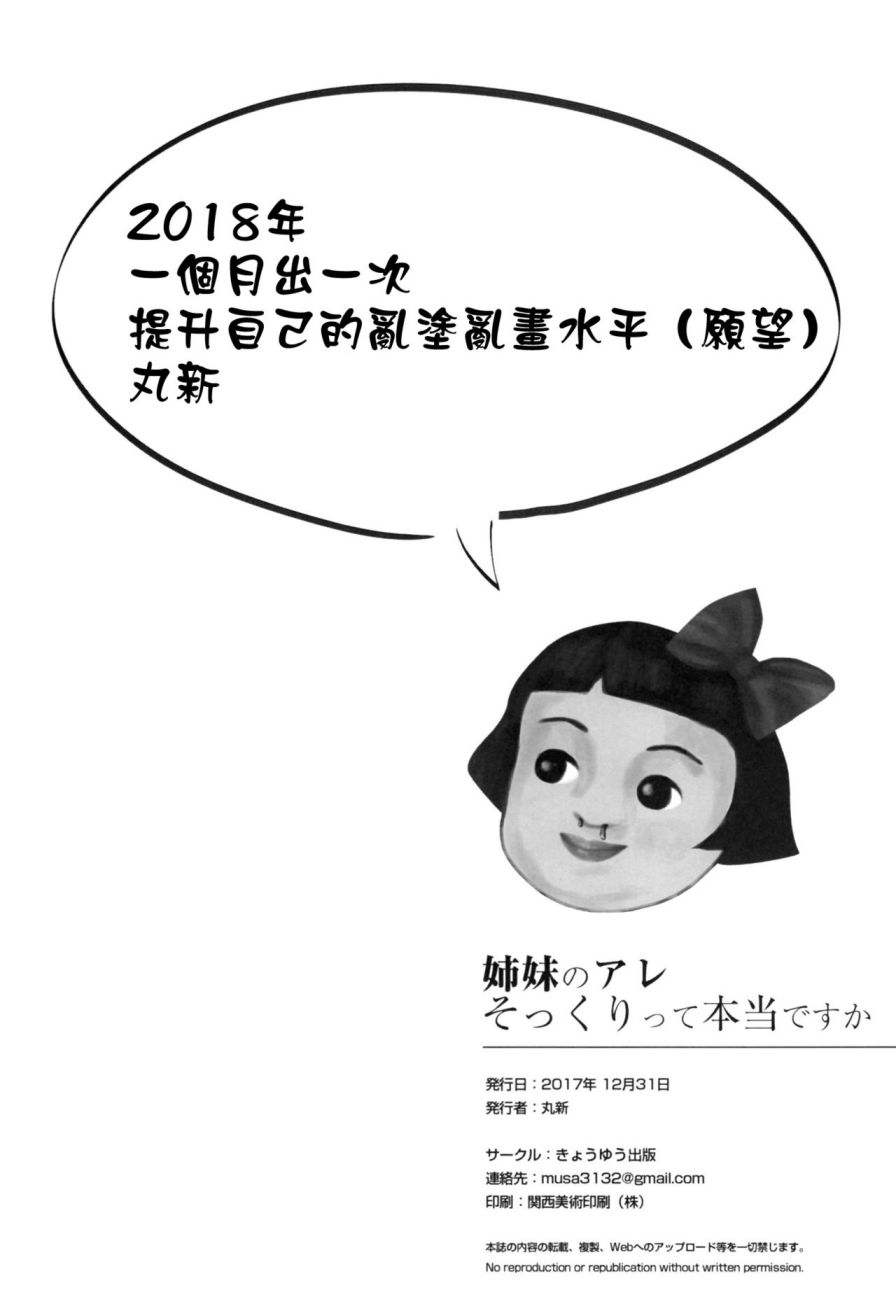 2018年
一個月出一次
提升自己的亂塗亂畫水平（願望）
丸新
姉妹のアレ
そっくりって本当ですか
発行日：2017年 12月31日
発行者：丸新
サークル：きょうゆう出版
連絡先：musa3132@gmail.com
印刷：関西美術印刷（株）
本誌の内容の転載、複製、Webへのアップロード等を一切禁じます。
No reproduction or republication without written permission.